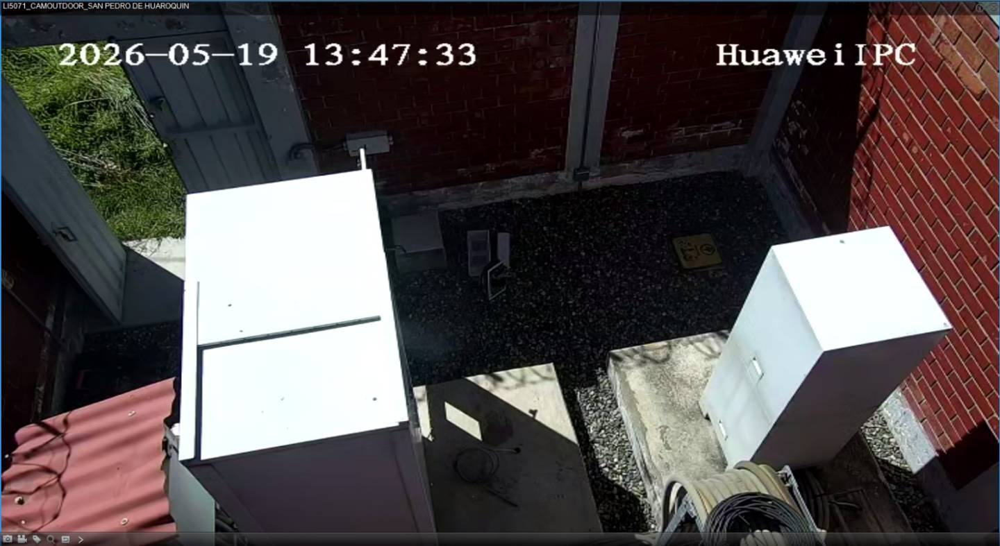 LI5071_CAMOUTDOOR_SAN PEDRO DE HUAROQUIN
2026-05-19 13:47:33
HuaweiIPC